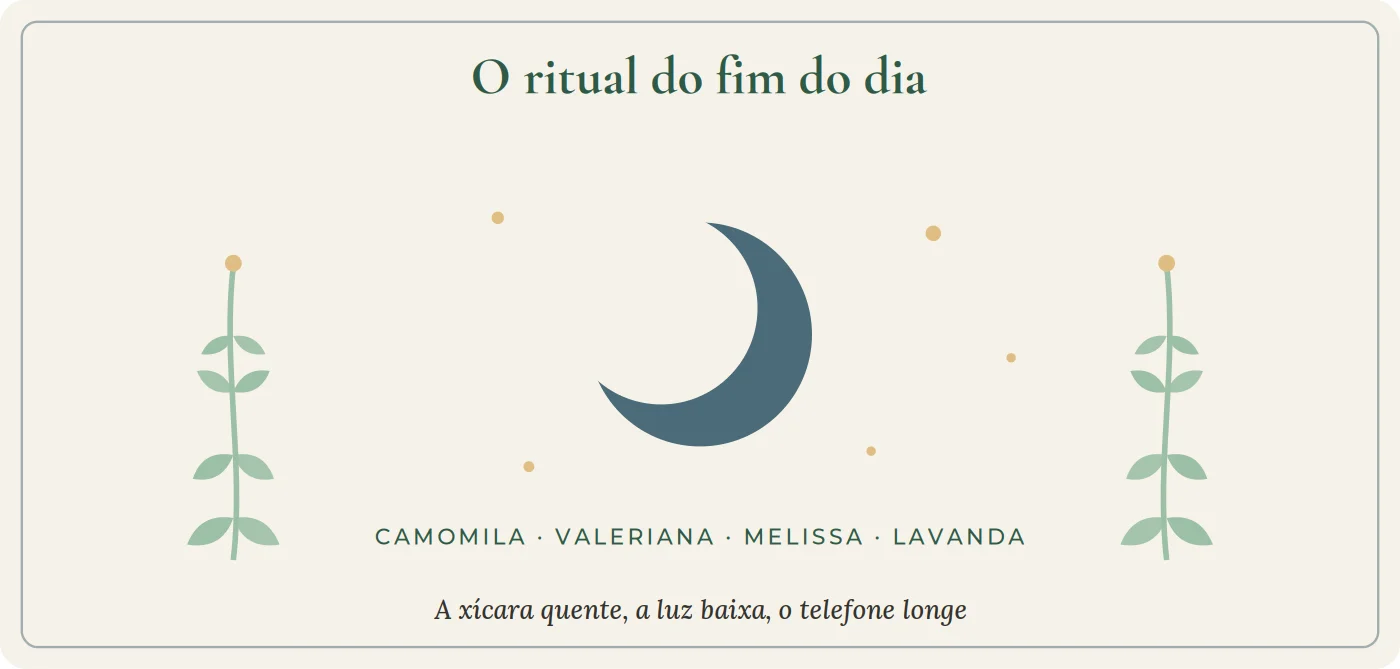 O ritual do fim do dia
CAMOMILA · VALERIANA · MELISSA · LAVANDA
A xícara quente, a luz baixa, o telefone longe